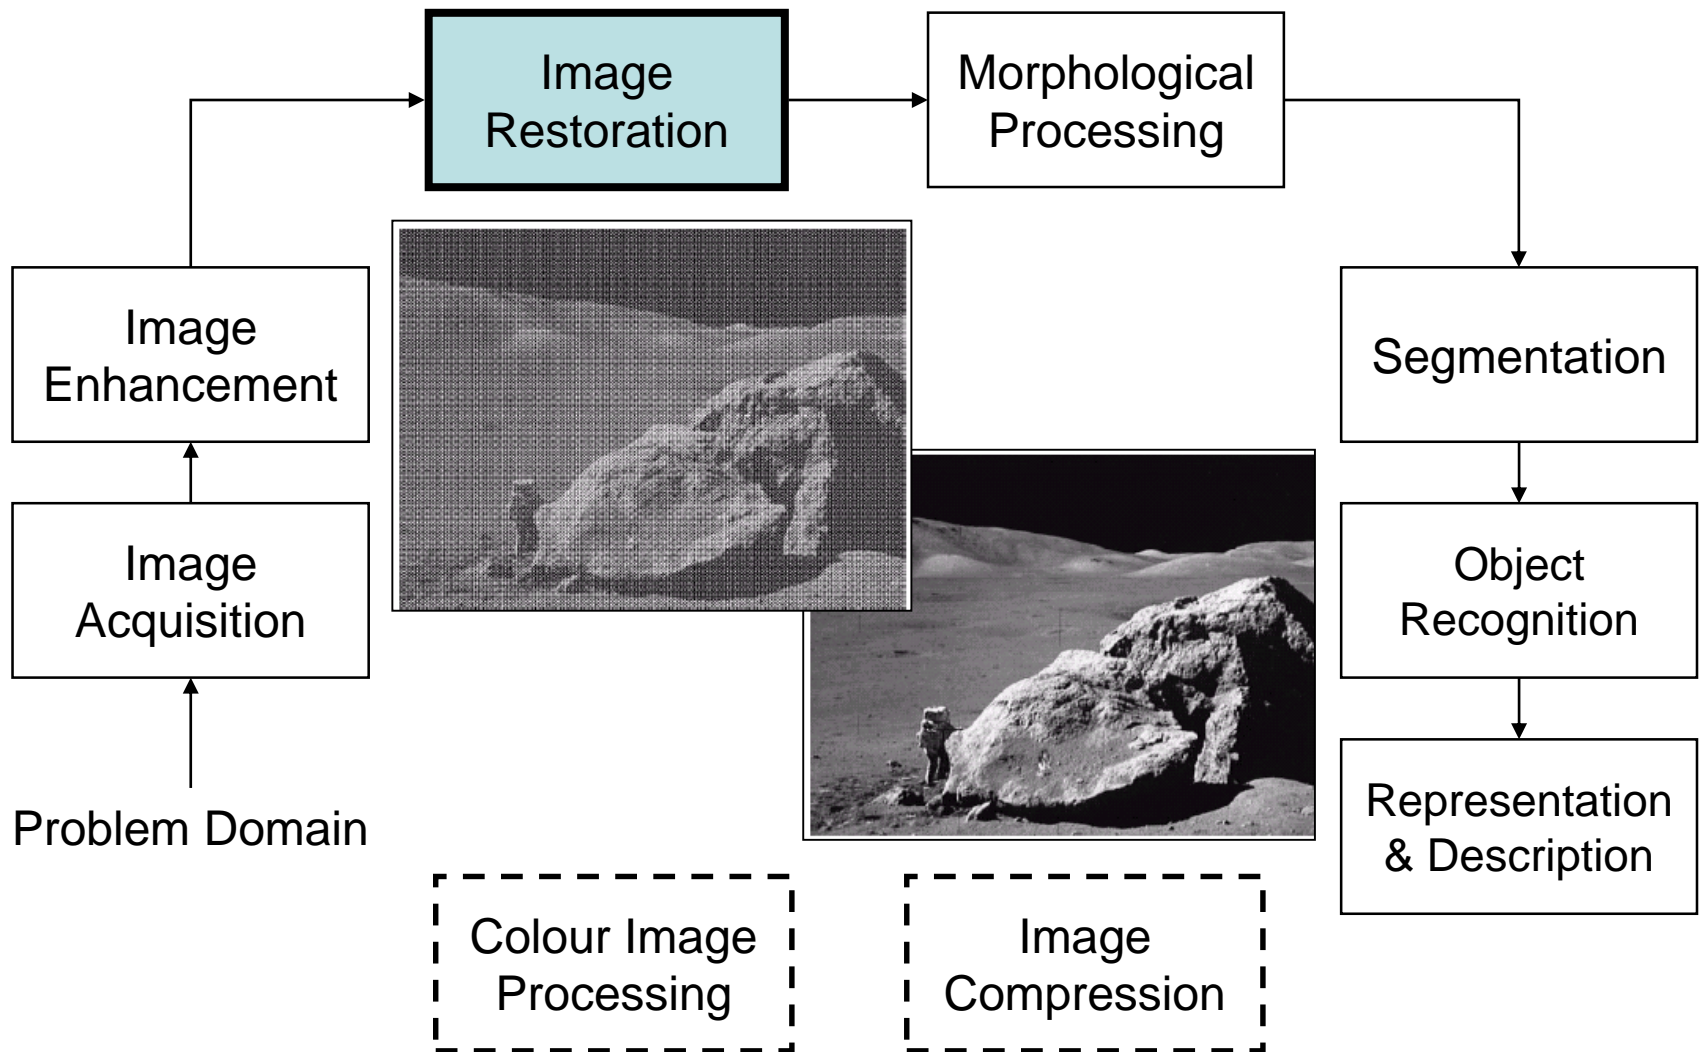 Image
Restoration
Morphological
Processing
Image
Enhancement
Segmentation
Image
Acquisition
Object
Recognition
Problem Domain
Representation
& Description
Colour Image
Processing
Image
Compression